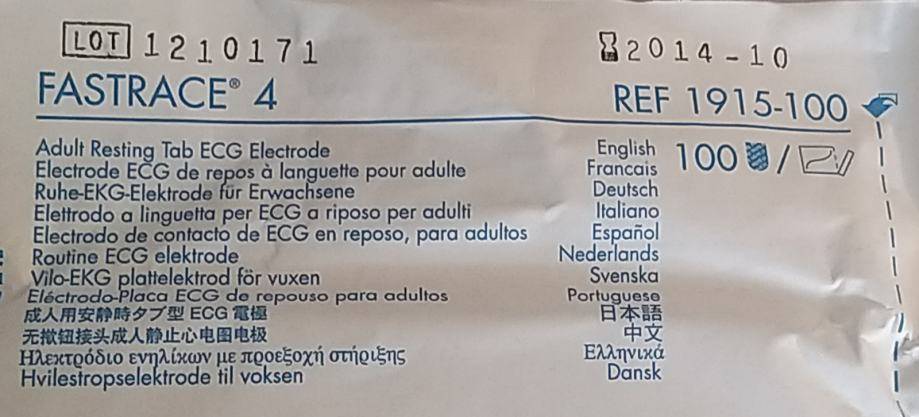 LOT 1210171 2014-10
FASTRACE® 4 REF 1915-100
Adult Resting Tab ECG Electrode English 100 /
Electrode ECG de repos à languette pour adulte Francais
Ruhe-EKG-Elektrode für Erwachsene Deutsch
Elettrodo a linguetta per ECG a riposo per adulti Italiano
Electrodo de contacto de ECG en reposo, para adultos Español
Routine ECG elektrode Nederlands
Vilo-EKG plattelektrod för vuxen Svenska
Eléctrodo-Placa ECG de repouso para adultos Portuguese
成人用安静時タブ型 ECG 電極 日本語
无揿钮接头成人静止心电图电极 中文
Ηλεκτρόδιο ενηλίκων με προεξοχή στήριξης Ελληνικά
Hvilestropselektrode til voksen Dansk